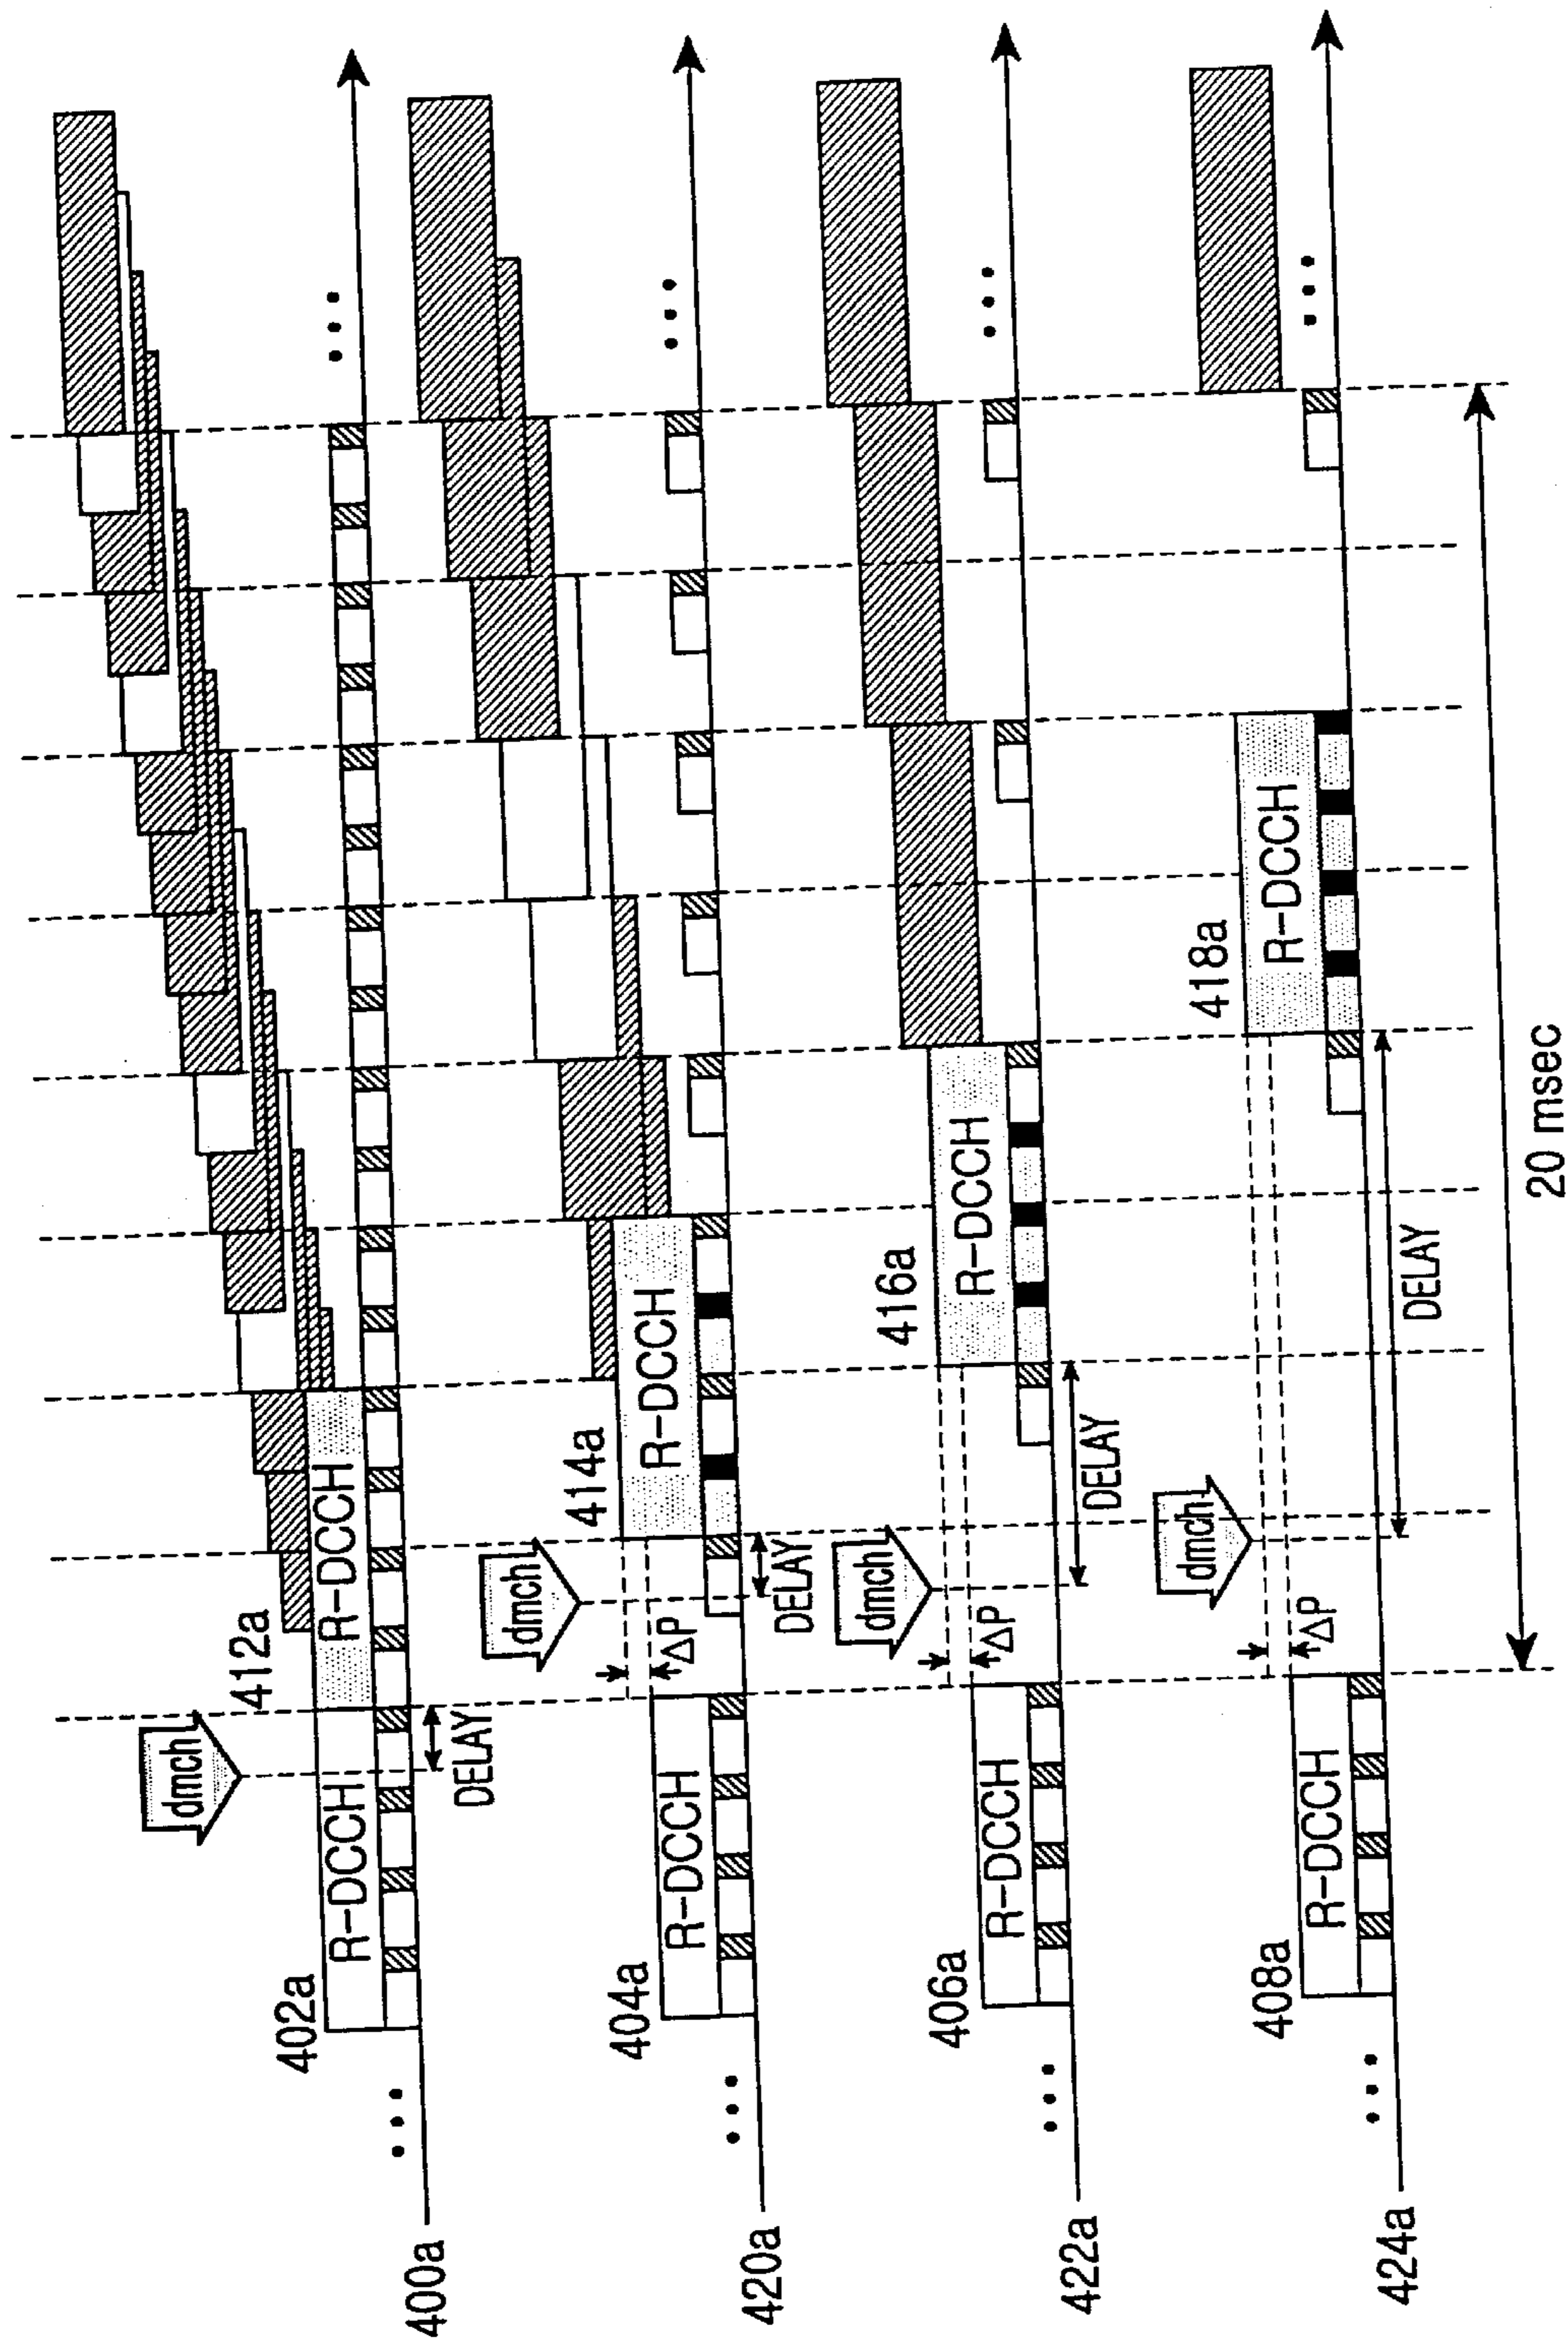 dmch
402a
R-DCCH
412a
R-DCCH
...
DELAY
...
400a
dmch
404a
R-DCCH
ΔP
414a
R-DCCH
...
DELAY
...
420a
dmch
406a
R-DCCH
ΔP
416a
R-DCCH
...
DELAY
...
422a
dmch
408a
R-DCCH
ΔP
418a
R-DCCH
...
DELAY
...
424a
20 msec